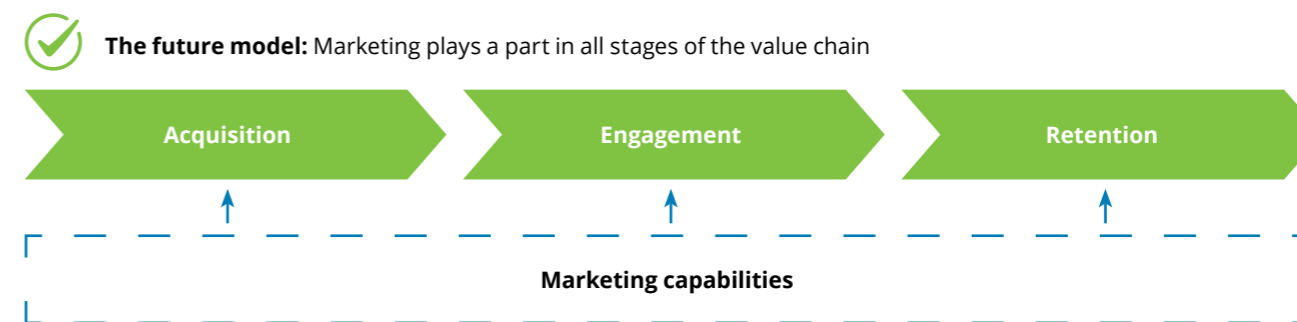 The future model: Marketing plays a part in all stages of the value chain
Acquisition
Engagement
Retention
Marketing capabilities